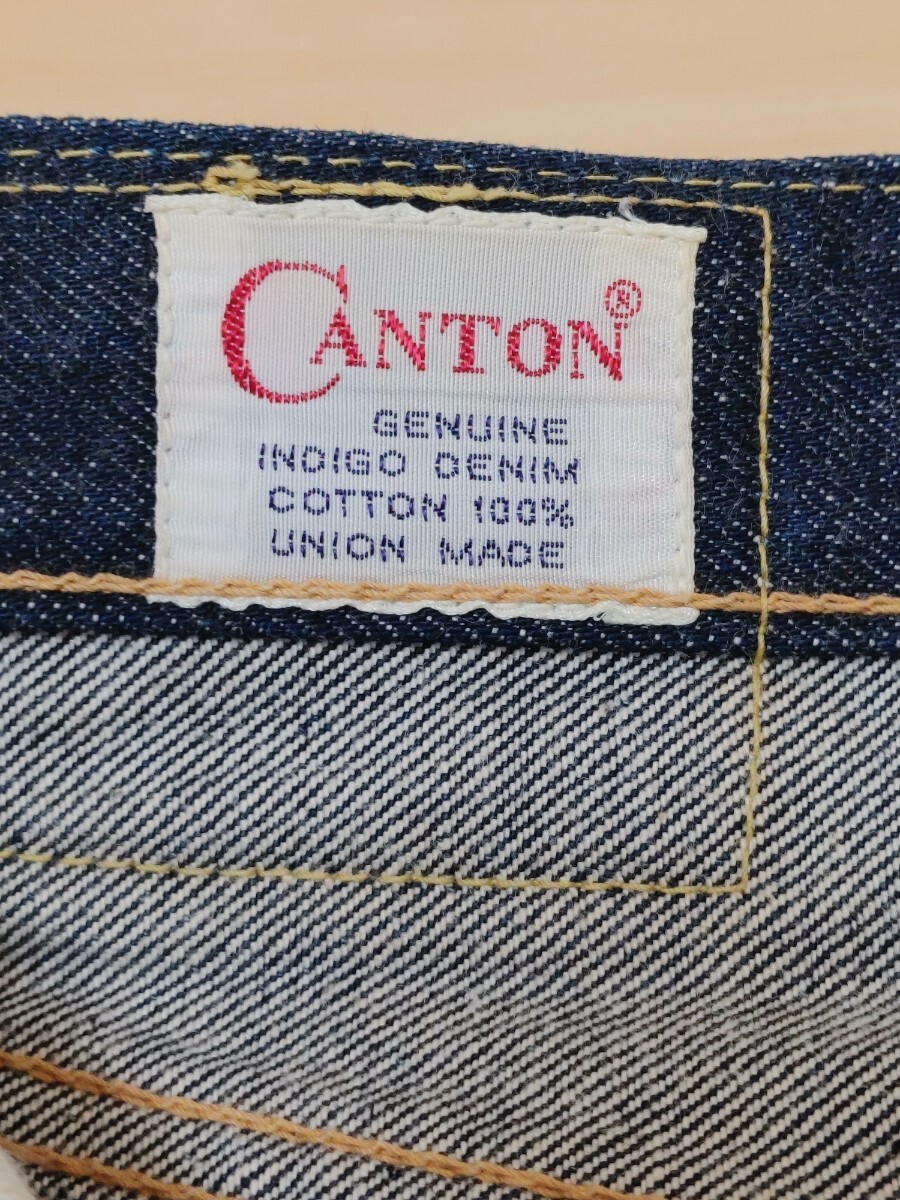 CANTON®
GENUINE
INDIGO DENIM
COTTON 100%
UNION MADE